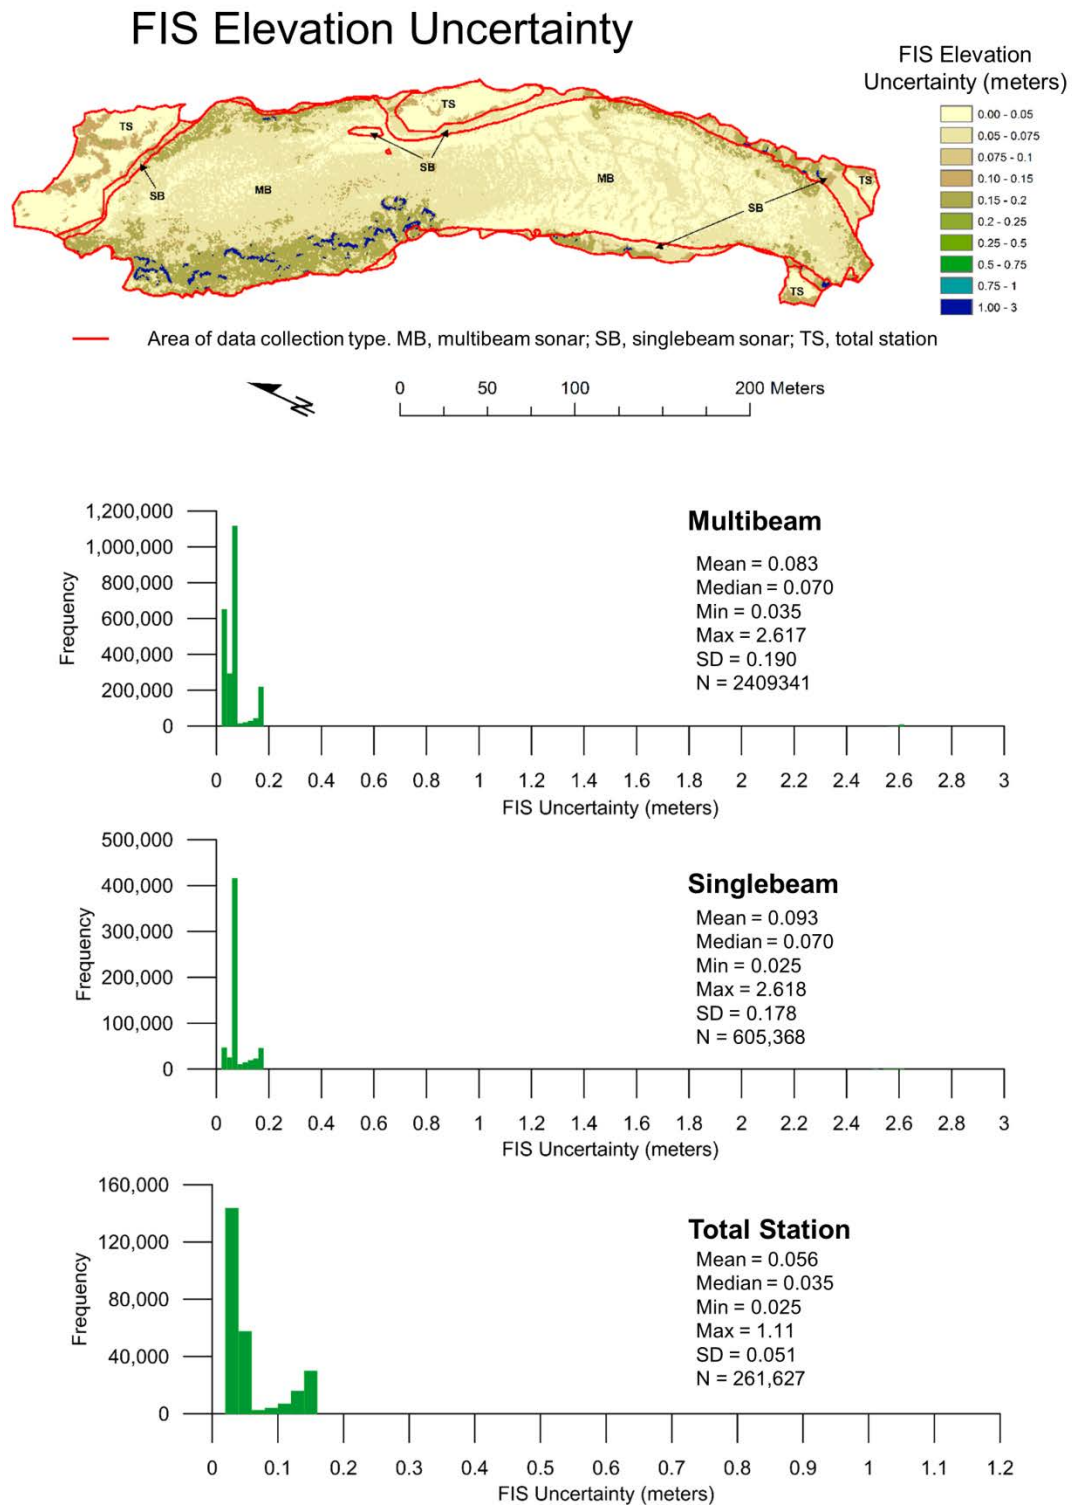 FIS Elevation Uncertainty
FIS Elevation
Uncertainty (meters)
0.00 - 0.05
0.05 - 0.075
0.075 - 0.1
0.10 - 0.15
0.15 - 0.2
0.2 - 0.25
0.25 - 0.5
0.5 - 0.75
0.75 - 1
1.00 - 3
TS
TS
SB
SB
MB
MB
SB
TS
TS
Area of data collection type. MB, multibeam sonar; SB, singlebeam sonar; TS, total station
N
0 50 100 200 Meters
Multibeam
Mean = 0.083
Median = 0.070
Min = 0.035
Max = 2.617
SD = 0.190
N = 2409341
Frequency
1,200,000
1,000,000
800,000
600,000
400,000
200,000
0
0 0.2 0.4 0.6 0.8 1 1.2 1.4 1.6 1.8 2 2.2 2.4 2.6 2.8 3
FIS Uncertainty (meters)
Singlebeam
Mean = 0.093
Median = 0.070
Min = 0.025
Max = 2.618
SD = 0.178
N = 605,368
Frequency
500,000
400,000
300,000
200,000
100,000
0
0 0.2 0.4 0.6 0.8 1 1.2 1.4 1.6 1.8 2 2.2 2.4 2.6 2.8 3
FIS Uncertainty (meters)
Total Station
Mean = 0.056
Median = 0.035
Min = 0.025
Max = 1.11
SD = 0.051
N = 261,627
Frequency
160,000
120,000
80,000
40,000
0
0 0.1 0.2 0.3 0.4 0.5 0.6 0.7 0.8 0.9 1 1.1 1.2
FIS Uncertainty (meters)